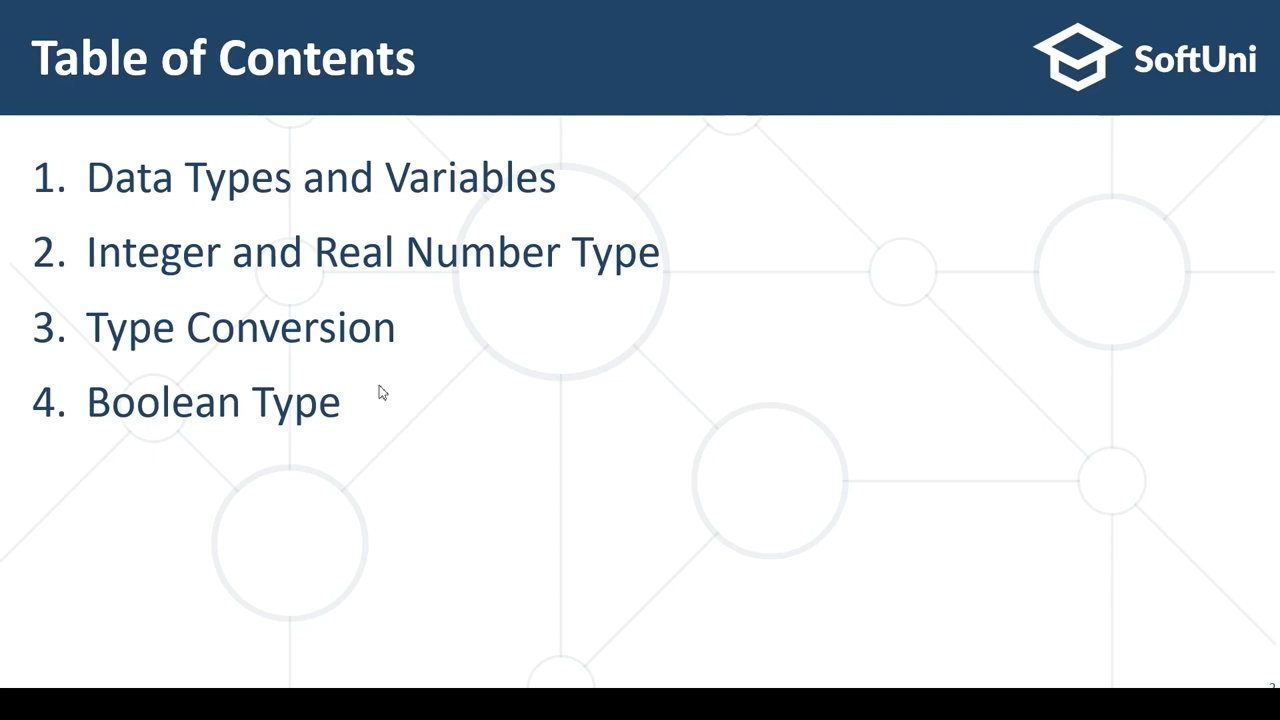 Table of Contents
SoftUni
1. Data Types and Variables
2. Integer and Real Number Type
3. Type Conversion
4. Boolean Type